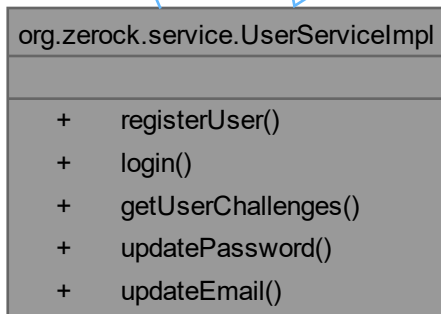 org.zerock.service.UserServiceImpl
+ registerUser()
+ login()
+ getUserChallenges()
+ updatePassword()
+ updateEmail()